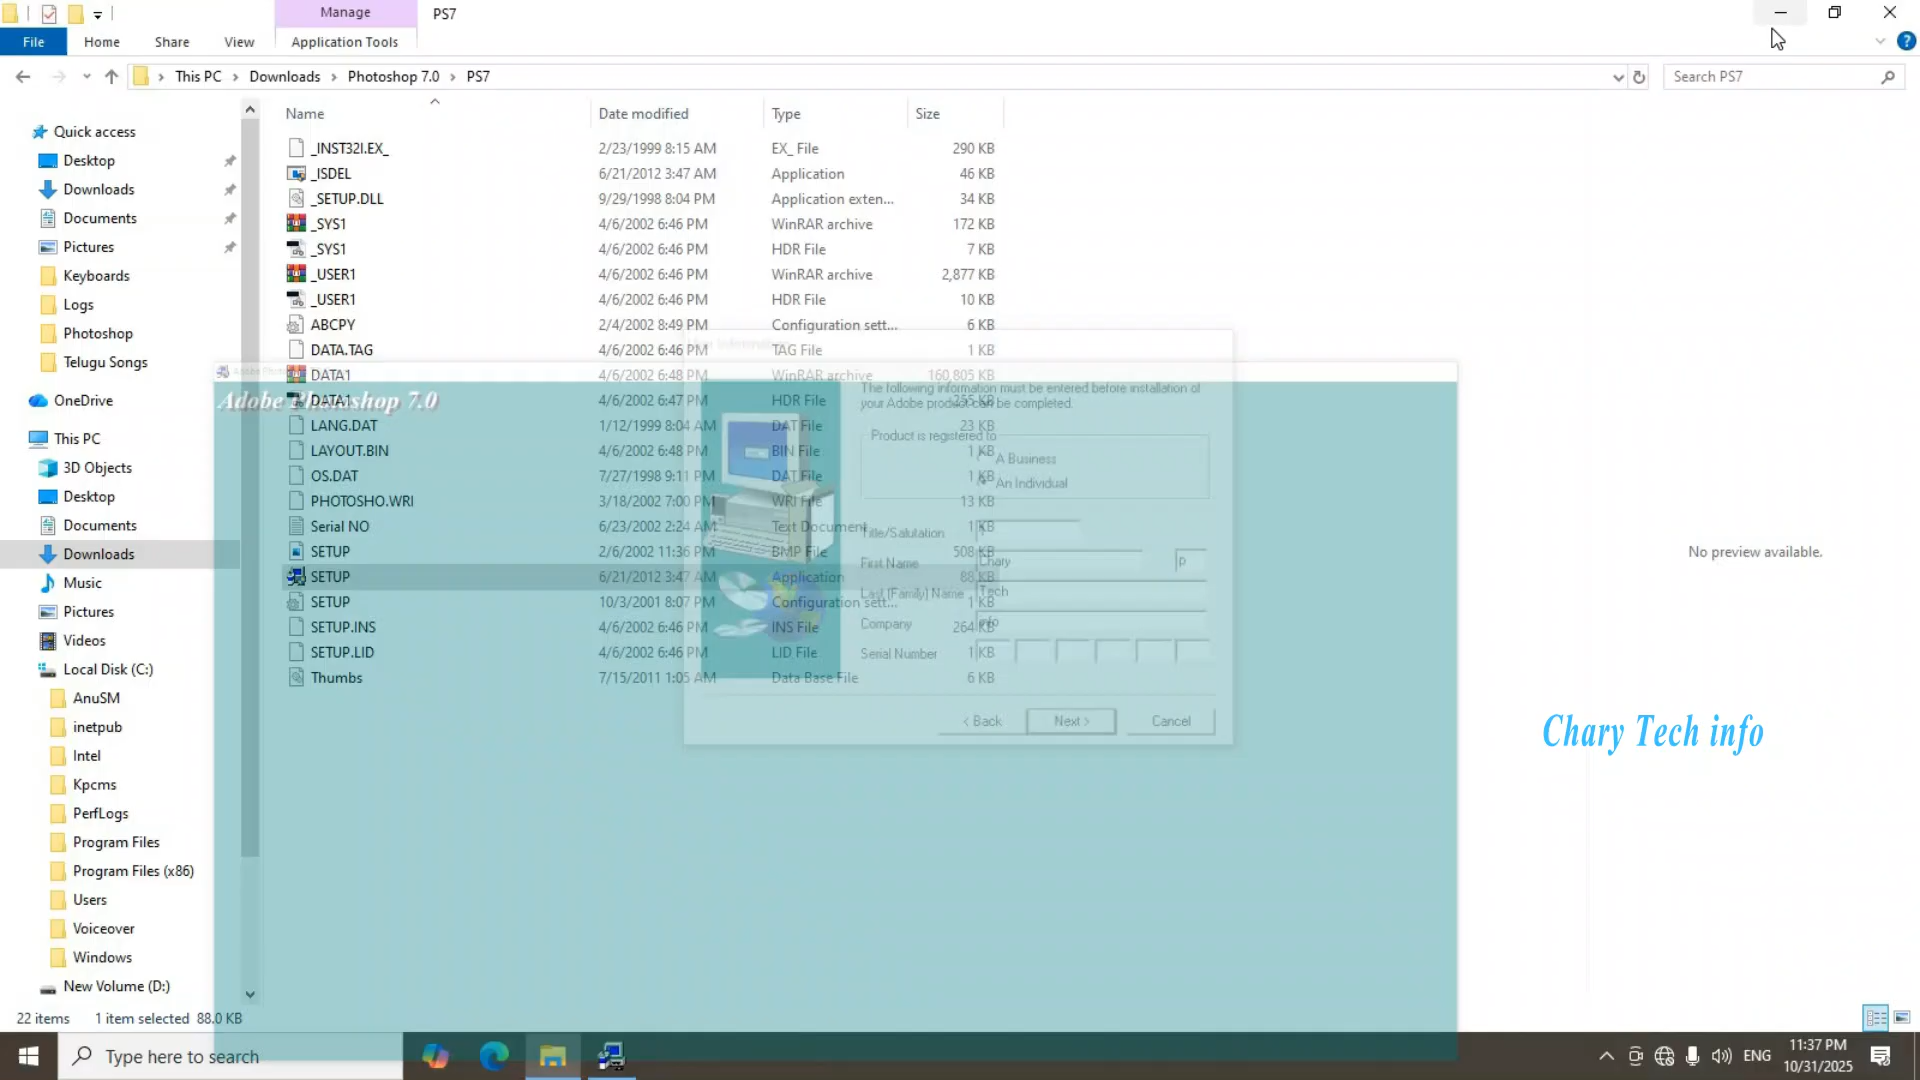 Manage
PS7
File
Home
Share
View
Application Tools
This PC
Downloads
Photoshop 7.0
PS7
Search PS7
Name
Date modified
Type
Size
Quick access
Desktop
Downloads
Documents
Pictures
Keyboards
Logs
Photoshop
Telugu Songs
OneDrive
This PC
3D Objects
Desktop
Documents
Downloads
Music
Pictures
Videos
Local Disk (C:)
AnuSM
inetpub
Intel
Kpcms
PerfLogs
Program Files
Program Files (x86)
Users
Voiceover
Windows
New Volume (D:)
_INST32I.EX_ 2/23/1999 8:15 AM EX_ File 290 KB
_ISDEL 6/21/2012 3:47 AM Application 46 KB
_SETUP.DLL 9/29/1998 8:04 PM Application exten... 34 KB
_SYS1 4/6/2002 6:46 PM WinRAR archive 172 KB
_SYS1 4/6/2002 6:46 PM HDR File 7 KB
_USER1 4/6/2002 6:46 PM WinRAR archive 2,877 KB
_USER1 4/6/2002 6:46 PM HDR File 10 KB
ABCPY 2/4/2002 8:49 PM Configuration sett... 6 KB
DATA.TAG 4/6/2002 6:46 PM TAG File 1 KB
DATA1 4/6/2002 6:48 PM WinRAR archive 160,805 KB
DATA1 4/6/2002 6:47 PM HDR File 255 KB
LANG.DAT 1/12/1999 8:04 AM DAT File 23 KB
LAYOUT.BIN 4/6/2002 6:48 PM BIN File 1 KB
OS.DAT 7/27/1998 9:11 PM DAT File 1 KB
PHOTOSHO.WRI 3/18/2002 7:00 PM WRI File 13 KB
Serial NO 6/23/2002 2:24 AM Text Document 1 KB
SETUP 2/6/2002 11:36 PM BMP File 508 KB
SETUP 6/21/2012 3:47 AM Application 88 KB
SETUP 10/3/2001 8:07 PM Configuration sett... 1 KB
SETUP.INS 4/6/2002 6:46 PM INS File 264 KB
SETUP.LID 4/6/2002 6:46 PM LID File 1 KB
Thumbs 7/15/2011 1:05 AM Data Base File 6 KB
Adobe Photoshop 7.0
The following information must be entered before installation of
your Adobe product can be completed.
Product is registered to
A Business
An Individual
Title/Salutation
First Name Chary p
Last [Family] Name Tech
Company info
Serial Number
< Back
Next >
Cancel
No preview available.
Chary Tech info
22 items
1 item selected 88.0 KB
Type here to search
ENG
11:37 PM
10/31/2025